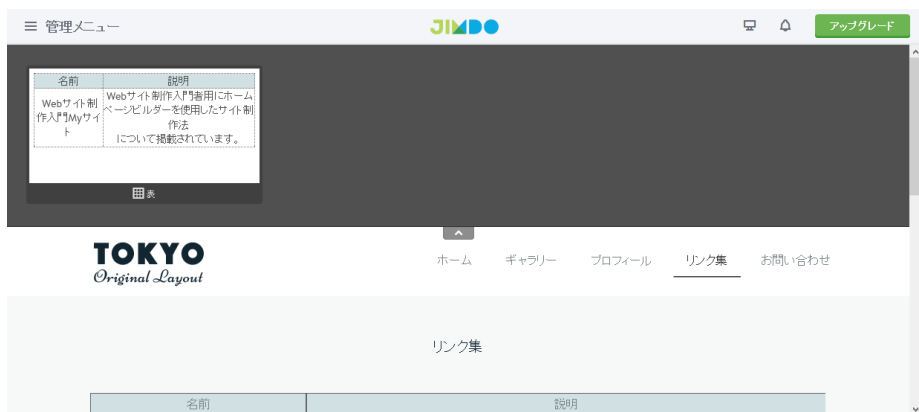 管理メニュー
JIMDO
アップグレード
名前 説明
Webサイト制作入門Myサイト
Webサイト制作入門者用にホーム
ページビルダーを使用したサイト制
作法
について掲載されています。
表
TOKYO
Original Layout
ホーム ギャラリー プロフィール リンク集 お問い合わせ
リンク集
名前 説明